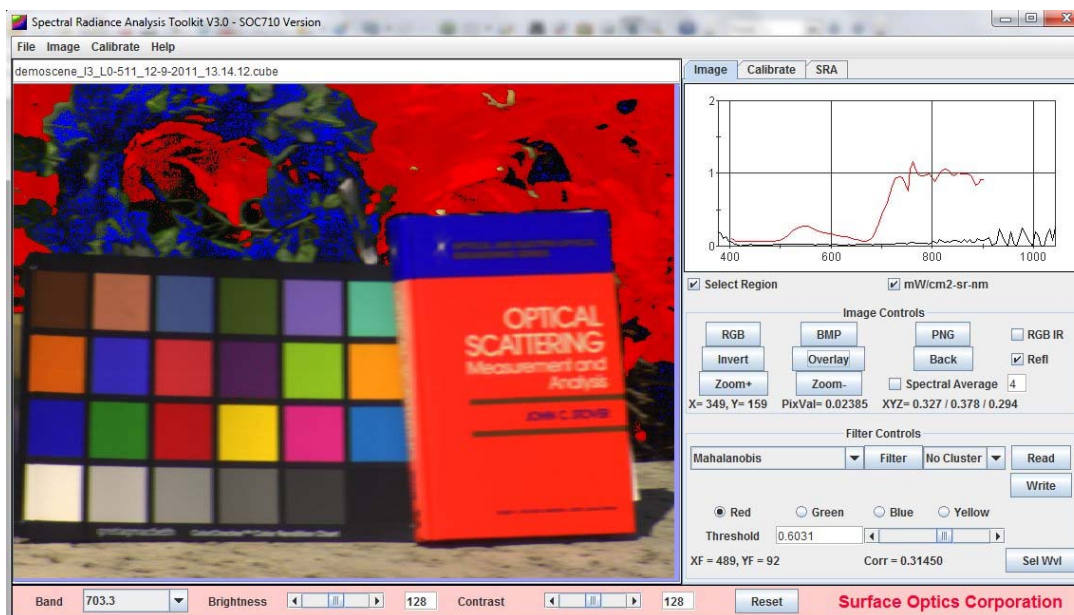 Spectral Radiance Analysis Toolkit V3.0 - SOC710 Version
File Image Calibrate Help
demoscene_I3_L0-511_12-9-2011_13.14.12.cube
Image Calibrate SRA
2
1
0
400 600 800 1000
Select Region mW/cm2-sr-nm
Image Controls
RGB BMP PNG RGB IR
Invert Overlay Back Refl
Zoom+ Zoom- Spectral Average 4
X= 349, Y= 159 PixVal= 0.02385 XYZ= 0.327 / 0.378 / 0.294
Filter Controls
Mahalanobis Filter No Cluster Read
Write
Red Green Blue Yellow
Threshold 0.6031
XF = 489, YF = 92 Corr = 0.31450 Sel Wvl
OPTICAL
SCATTERING
Measurement and
Analysis
JOHN C. STOVER
Band 703.3 Brightness 128 Contrast 128 Reset Surface Optics Corporation